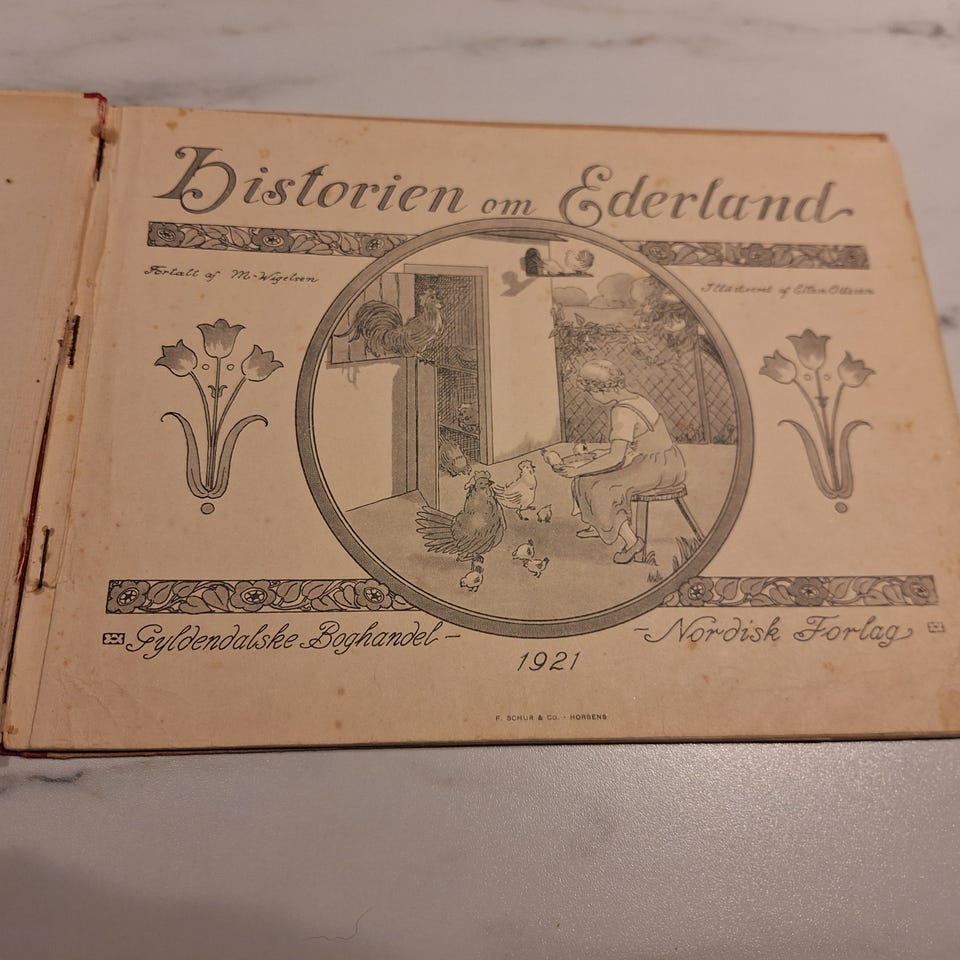 Historien om Ederland
Fortalt af M. Wigelsen
Illustreret af Ellen Ottesen
Gyldendalske Boghandel – – Nordisk Forlag
1921
F. SCHUR & CO. - HORSENS